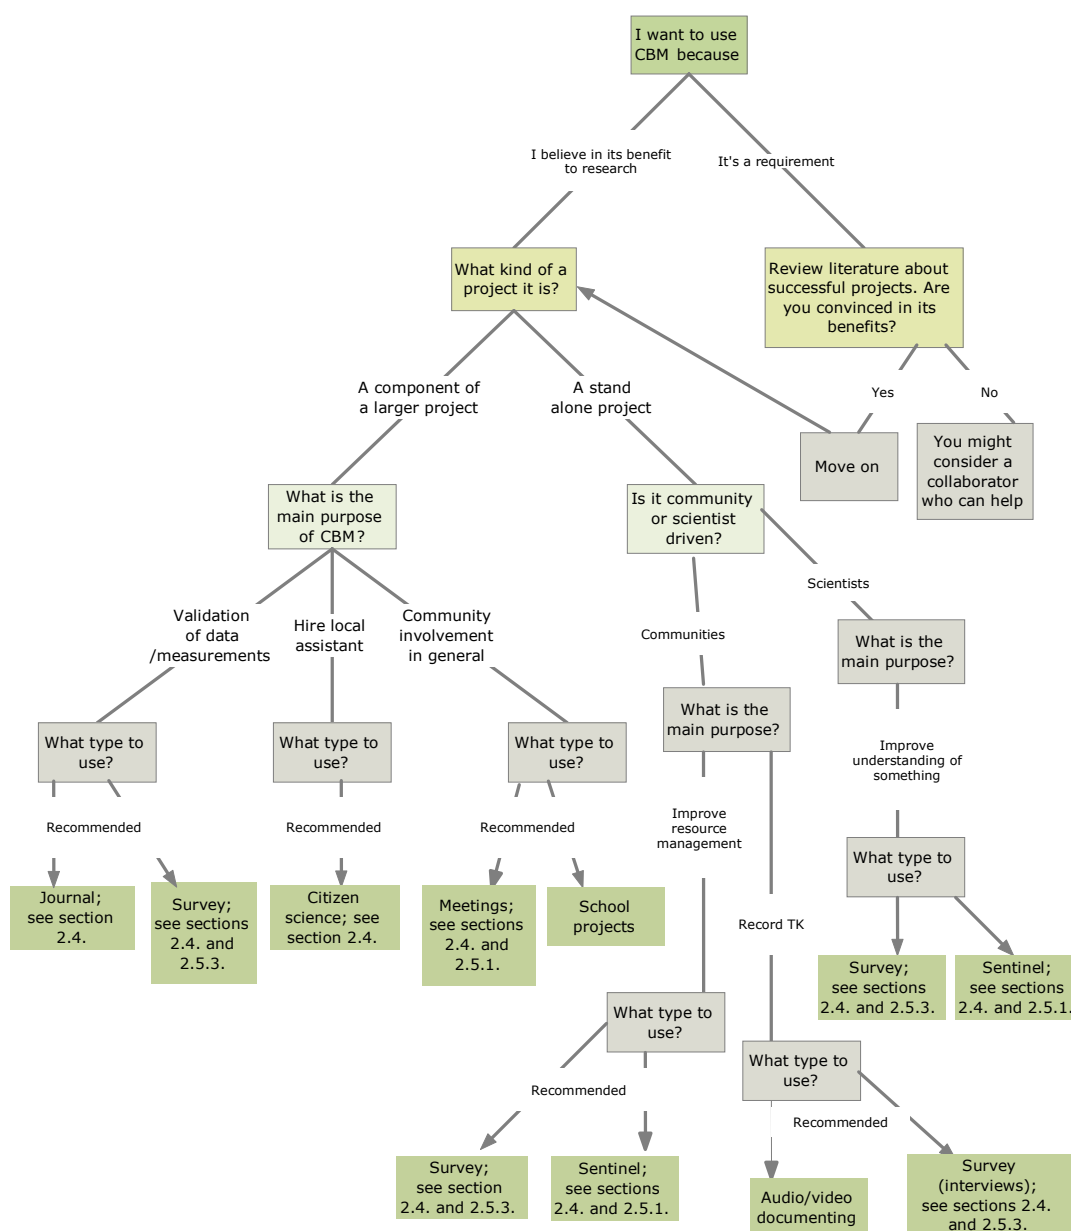 I want to use
CBM because
I believe in its benefit
to research
It's a requirement
What kind of a
project it is?
Review literature about
successful projects. Are
you convinced in its
benefits?
A component of
a larger project
A stand
alone project
Yes
No
Move on
You might
consider a
collaborator
who can help
What is the
main purpose
of CBM?
Is it community
or scientist
driven?
Scientists
Validation
of data
/measurements
Hire local
assistant
Community
involvement
in general
Communities
What is the
main purpose?
What is the
main purpose?
What type to
use?
What type to
use?
What type to
use?
Improve
understanding of
something
Recommended
Recommended
Recommended
Improve
resource
management
What type to
use?
Journal;
see section
2.4.
Survey;
see sections
2.4. and
2.5.3.
Citizen
science; see
section 2.4.
Meetings;
see sections
2.4. and
2.5.1.
School
projects
Record TK
Survey;
see sections
2.4. and 2.5.3.
Sentinel;
see sections
2.4. and 2.5.1.
What type to
use?
What type to
use?
Recommended
Recommended
Survey;
see section
2.4. and 2.5.3.
Sentinel;
see sections
2.4. and 2.5.1.
Audio/video
documenting
Survey
(interviews);
see sections 2.4.
and 2.5.3.